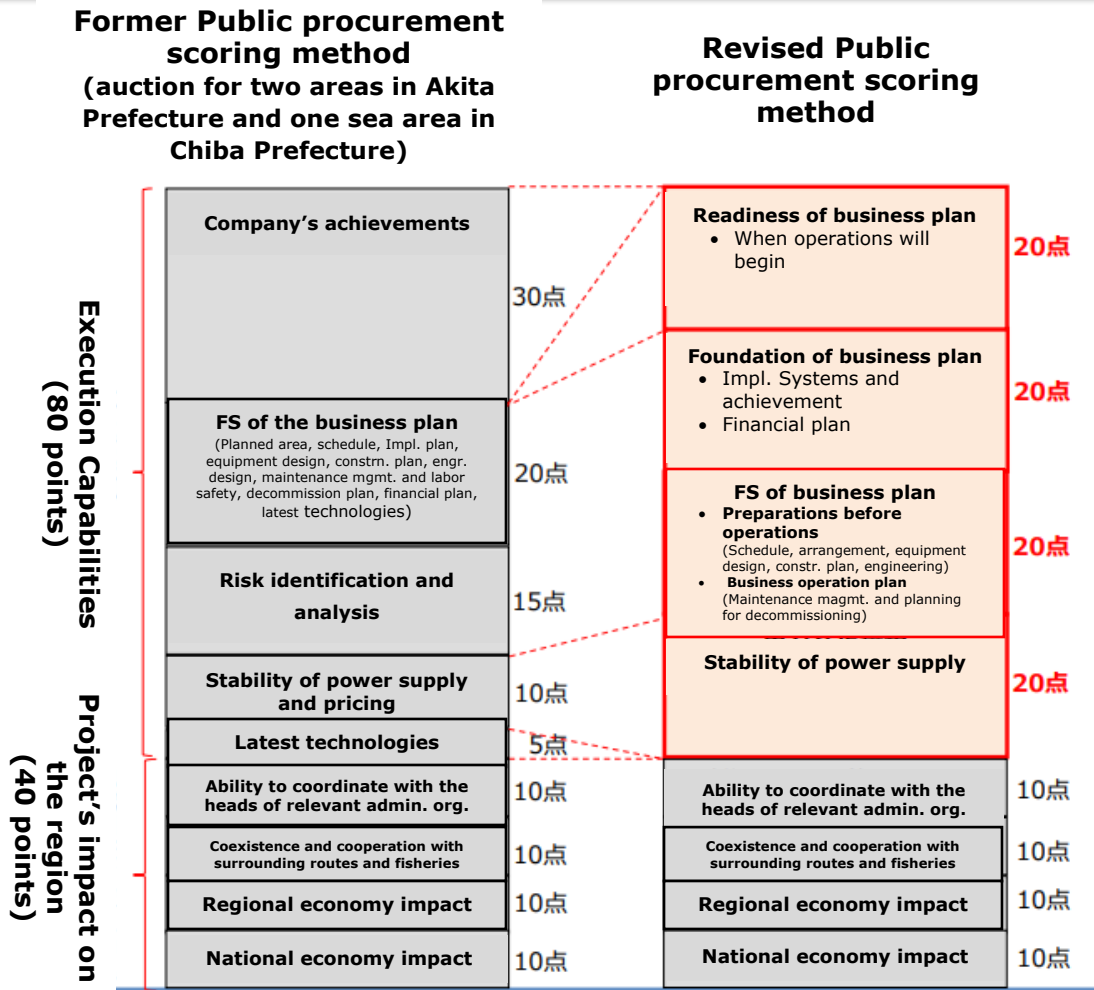 Former Public procurement
scoring method
(auction for two areas in Akita
Prefecture and one sea area in
Chiba Prefecture)
Revised Public
procurement scoring
method
Execution Capabilities
(80 points)
Project's impact on
the region
(40 points)
Company's achievements
30点
FS of the business plan
(Planned area, schedule, Impl. plan,
equipment design, constrn. plan, engr.
design, maintenance mgmt. and labor
safety, decommission plan, financial plan,
latest technologies)
20点
Risk identification and
analysis
15点
Stability of power supply
and pricing
10点
Latest technologies
5点
Ability to coordinate with the
heads of relevant admin. org.
10点
Coexistence and cooperation with
surrounding routes and fisheries
10点
Regional economy impact
10点
National economy impact
10点
Readiness of business plan
• When operations will
begin
20点
Foundation of business plan
• Impl. Systems and
achievement
• Financial plan
20点
FS of business plan
• Preparations before
operations
(Schedule, arrangement, equipment
design, constr. plan, engineering)
• Business operation plan
(Maintenance magmt. and planning
for decommissioning)
20点
Stability of power supply
20点
Ability to coordinate with the
heads of relevant admin. org.
10点
Coexistence and cooperation with
surrounding routes and fisheries
10点
Regional economy impact
10点
National economy impact
10点